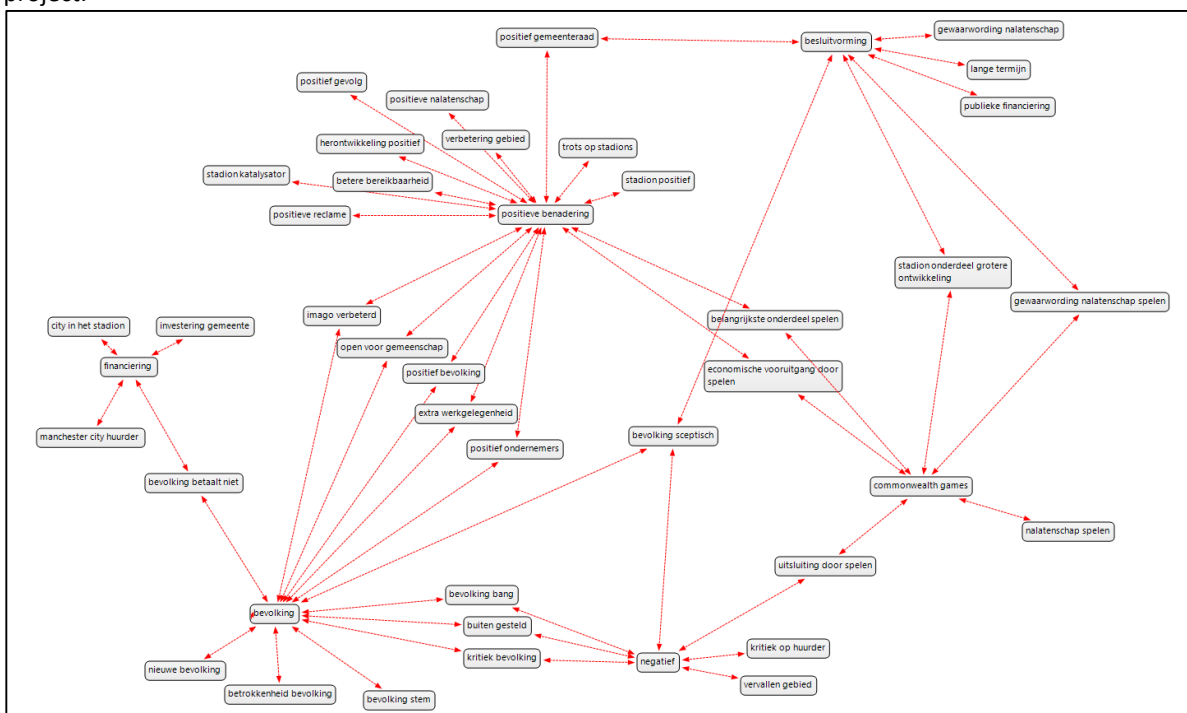 project.
positief gemeenteraad
besluitvorming
gewaarwording nalatenschap
lange termijn
publieke financiering
positief gevolg
positieve nalatenschap
verbetering gebied
herontwikkeling positief
trots op stadions
stadion katalysator
betere bereikbaarheid
stadion positief
positieve reclame
positieve benadering
stadion onderdeel grotere
ontwikkeling
gewaarwording nalatenschap spelen
imago verbeterd
belangrijkste onderdeel spelen
city in het stadion
investering gemeente
open voor gemeenschap
financiering
positief bevolking
economische vooruitgang door
spelen
extra werkgelegenheid
manchester city huurder
bevolking sceptisch
positief ondernemers
bevolking betaalt niet
commonwealth games
nalatenschap spelen
uitsluiting door spelen
bevolking bang
bevolking
buiten gesteld
kritiek op huurder
kritiek bevolking
negatief
nieuwe bevolking
vervallen gebied
betrokkenheid bevolking
bevolking stem